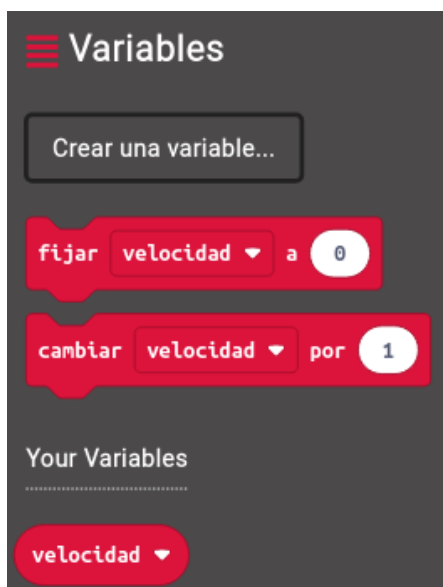 Variables
Crear una variable...
fijar velocidad a 0
cambiar velocidad por 1
Your Variables
velocidad